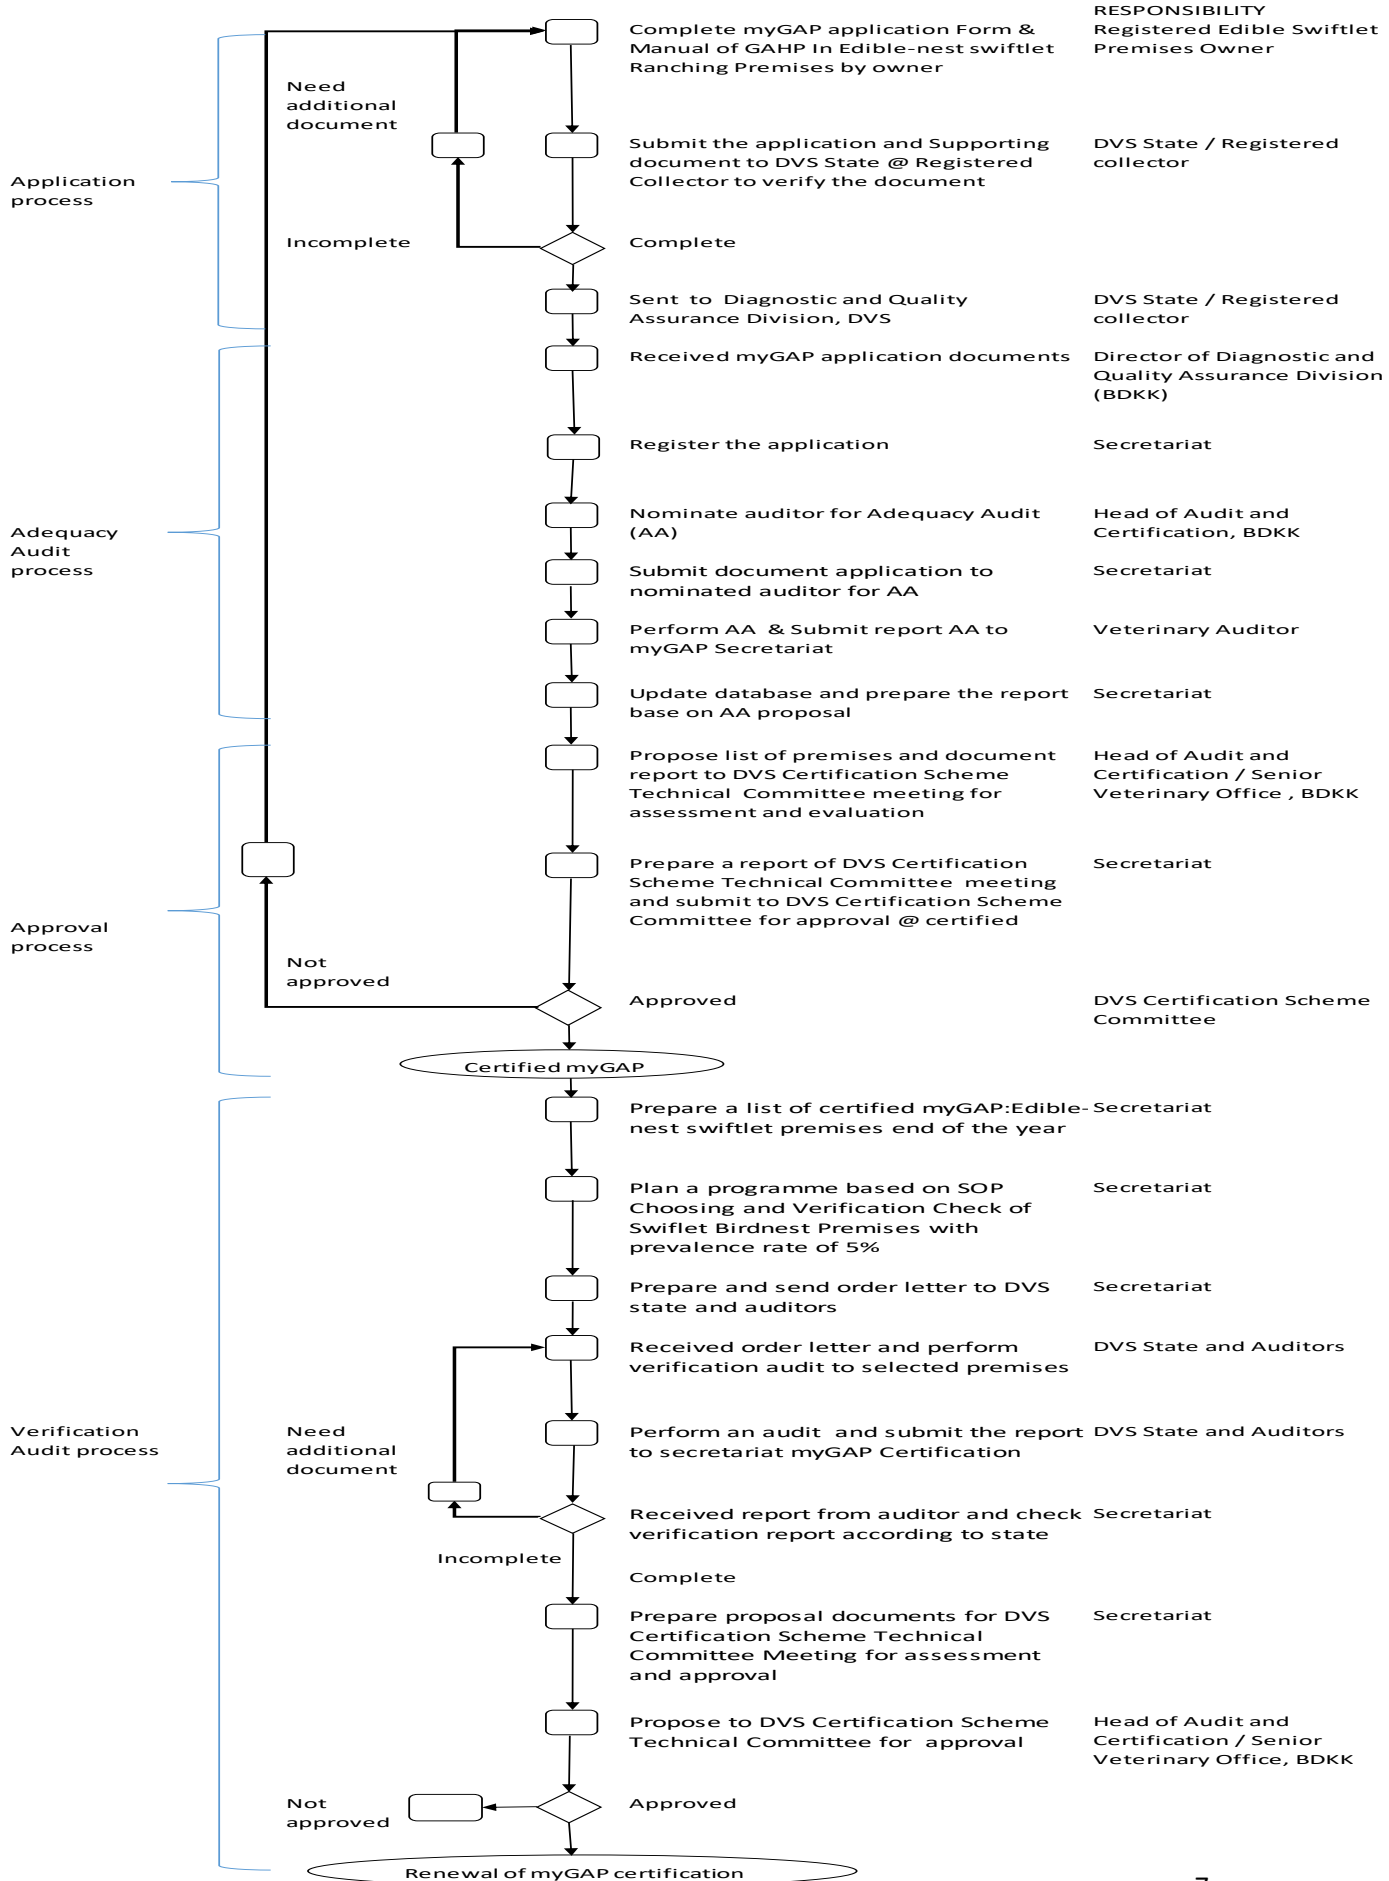 RESPONSIBILITY
Complete myGAP application Form &
Manual of GAHP In Edible-nest swiftlet
Ranching Premises by owner
Registered Edible Swiftlet
Premises Owner
Need
additional
document
Submit the application and Supporting
document to DVS State @ Registered
Collector to verify the document
DVS State / Registered
collector
Application
process
Incomplete
Complete
Sent to Diagnostic and Quality
Assurance Division, DVS
DVS State / Registered
collector
Received myGAP application documents
Director of Diagnostic and
Quality Assurance Division
(BDKK)
Register the application
Secretariat
Adequacy
Audit
process
Nominate auditor for Adequacy Audit
(AA)
Head of Audit and
Certification, BDKK
Submit document application to
nominated auditor for AA
Secretariat
Perform AA & Submit report AA to
myGAP Secretariat
Veterinary Auditor
Update database and prepare the report
base on AA proposal
Secretariat
Propose list of premises and document
report to DVS Certification Scheme
Technical Committee meeting for
assessment and evaluation
Head of Audit and
Certification / Senior
Veterinary Office , BDKK
Prepare a report of DVS Certification
Scheme Technical Committee meeting
and submit to DVS Certification Scheme
Committee for approval @ certified
Secretariat
Approval
process
Not
approved
Approved
DVS Certification Scheme
Committee
Certified myGAP
Prepare a list of certified myGAP:Edible-
nest swiftlet premises end of the year
Secretariat
Plan a programme based on SOP
Choosing and Verification Check of
Swiflet Birdnest Premises with
prevalence rate of 5%
Secretariat
Prepare and send order letter to DVS
state and auditors
Secretariat
Received order letter and perform
verification audit to selected premises
DVS State and Auditors
Verification
Audit process
Need
additional
document
Perform an audit and submit the report
to secretariat myGAP Certification
DVS State and Auditors
Received report from auditor and check
verification report according to state
Secretariat
Incomplete
Complete
Prepare proposal documents for DVS
Certification Scheme Technical
Committee Meeting for assessment
and approval
Secretariat
Propose to DVS Certification Scheme
Technical Committee for approval
Head of Audit and
Certification / Senior
Veterinary Office, BDKK
Not
approved
Approved
Renewal of myGAP certification